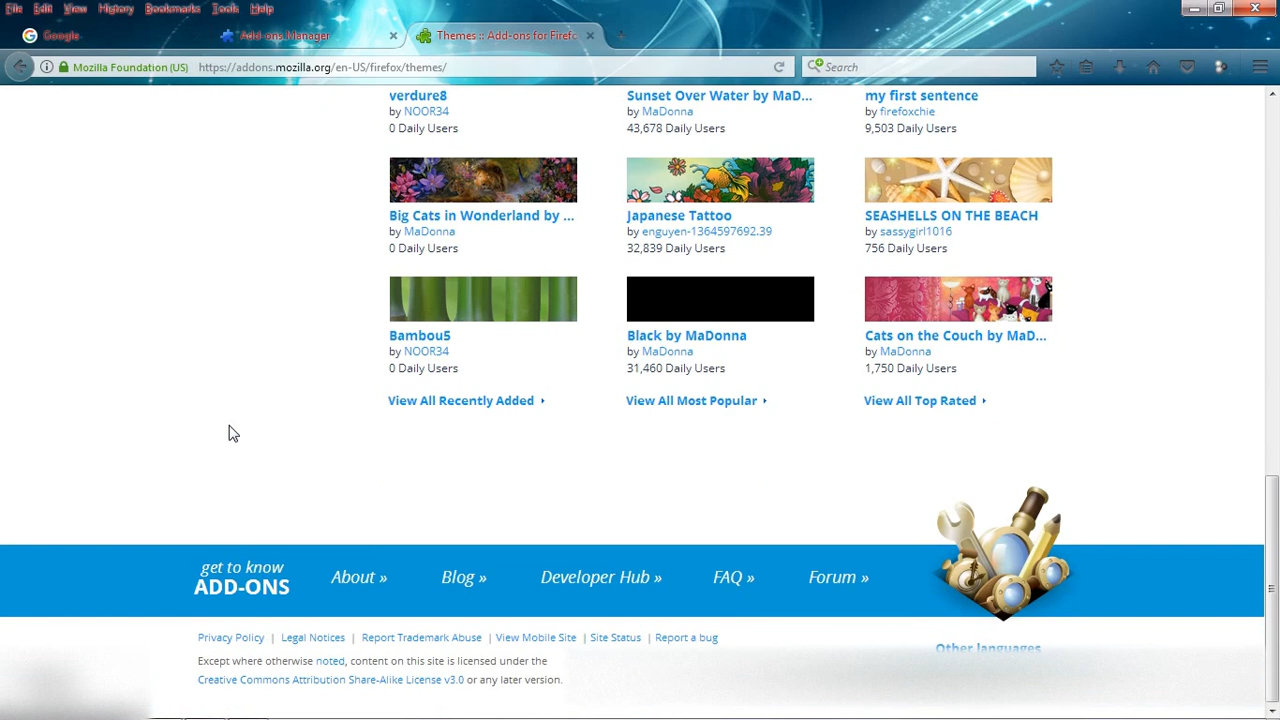 File Edit View History Bookmarks Tools Help
Google
Add-ons Manager
Themes :: Add-ons for Firefo
Mozilla Foundation (US)
https://addons.mozilla.org/en-US/firefox/themes/
Search
verdure8
by NOOR34
0 Daily Users
Sunset Over Water by MaD...
by MaDonna
43,678 Daily Users
my first sentence
by firefoxchie
9,503 Daily Users
Big Cats in Wonderland by ...
by MaDonna
0 Daily Users
Japanese Tattoo
by enguyen-1364597692.39
32,839 Daily Users
SEASHELLS ON THE BEACH
by sassygirl1016
756 Daily Users
Bambou5
by NOOR34
0 Daily Users
Black by MaDonna
by MaDonna
31,460 Daily Users
Cats on the Couch by MaD...
by MaDonna
1,750 Daily Users
View All Recently Added
View All Most Popular
View All Top Rated
get to know
ADD-ONS
About »
Blog »
Developer Hub »
FAQ »
Forum »
Privacy Policy | Legal Notices | Report Trademark Abuse | View Mobile Site | Site Status | Report a bug
Other languages
Except where otherwise noted, content on this site is licensed under the
Creative Commons Attribution Share-Alike License v3.0 or any later version.